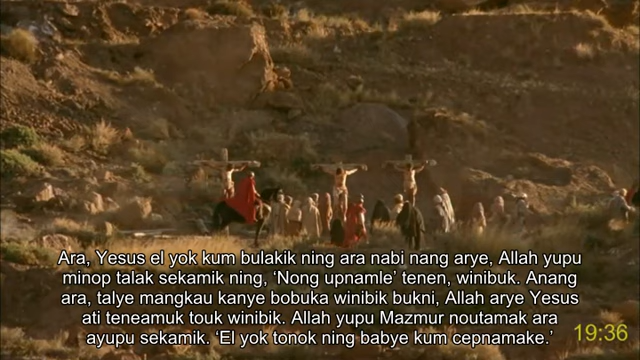 Ara, Yesus el yok kum bulakik ning ara nabi nang arye, Allah yupu
minop talak sekamik ning, ‘Nong upnamle’ tenen, winibuk. Anang
ara, talye mangkau kanye bobuka winibik bukni, Allah arye Yesus
ati teneamuk touk winibik. Allah yupu Mazmur noutamak ara
ayupu sekamik. ‘El yok tonok ning babye kum cepnamake.’
19:36